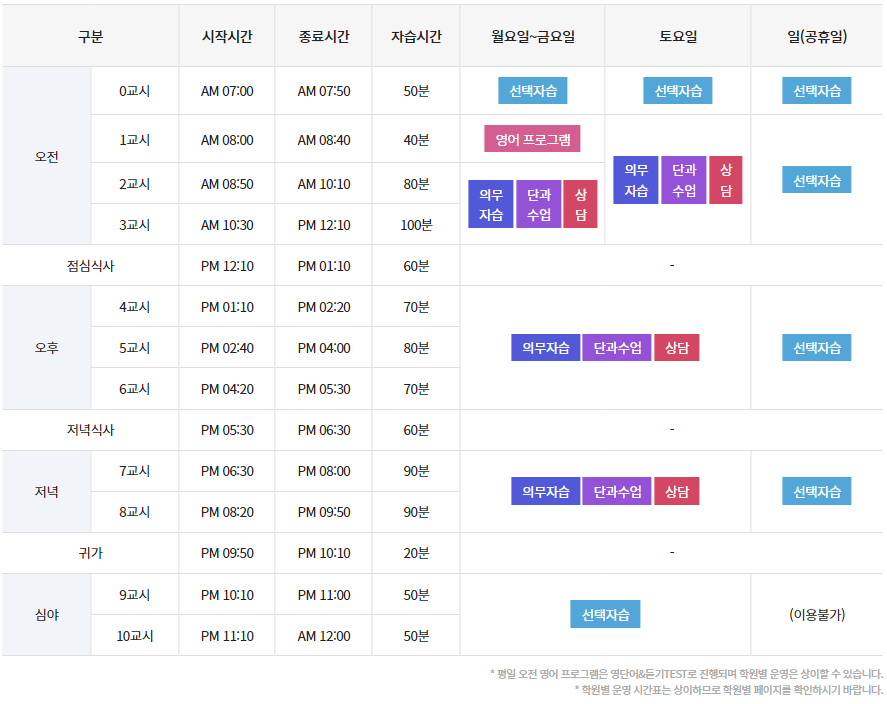 구분 시작시간 종료시간 자습시간 월요일~금요일 토요일 일(공휴일)
오전
0교시 AM 07:00 AM 07:50 50분 선택자습 선택자습 선택자습
1교시 AM 08:00 AM 08:40 40분 영어 프로그램
2교시 AM 08:50 AM 10:10 80분
3교시 AM 10:30 PM 12:10 100분
의무
자습
단과
수업
상
담
의무
자습
단과
수업
상
담
선택자습
점심식사 PM 12:10 PM 01:10 60분 -
오후
4교시 PM 01:10 PM 02:20 70분
5교시 PM 02:40 PM 04:00 80분 의무자습 단과수업 상담 선택자습
6교시 PM 04:20 PM 05:30 70분
저녁식사 PM 05:30 PM 06:30 60분 -
저녁
7교시 PM 06:30 PM 08:00 90분
8교시 PM 08:20 PM 09:50 90분
의무자습 단과수업 상담 선택자습
귀가 PM 09:50 PM 10:10 20분 -
심야
9교시 PM 10:10 PM 11:00 50분
10교시 PM 11:10 AM 12:00 50분
선택자습 (이용불가)
* 평일 오전 영어 프로그램은 영단어&듣기TEST로 진행되며 학원별 운영은 상이할 수 있습니다.
* 학원별 운영 시간표는 상이하므로 학원별 페이지를 확인하시기 바랍니다.